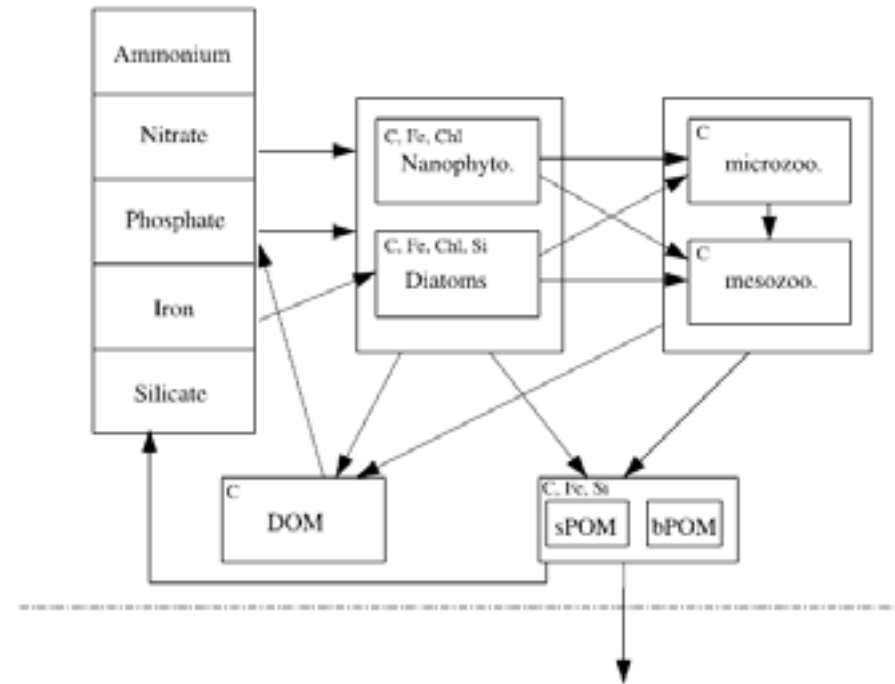 Ammonium
Nitrate
Phosphate
Iron
Silicate
C, Fe, Chl
Nanophyto.
C, Fe, Chl, Si
Diatoms
C
microzoo.
C
mesozoo.
C
DOM
C, Fe, Si
sPOM
bPOM